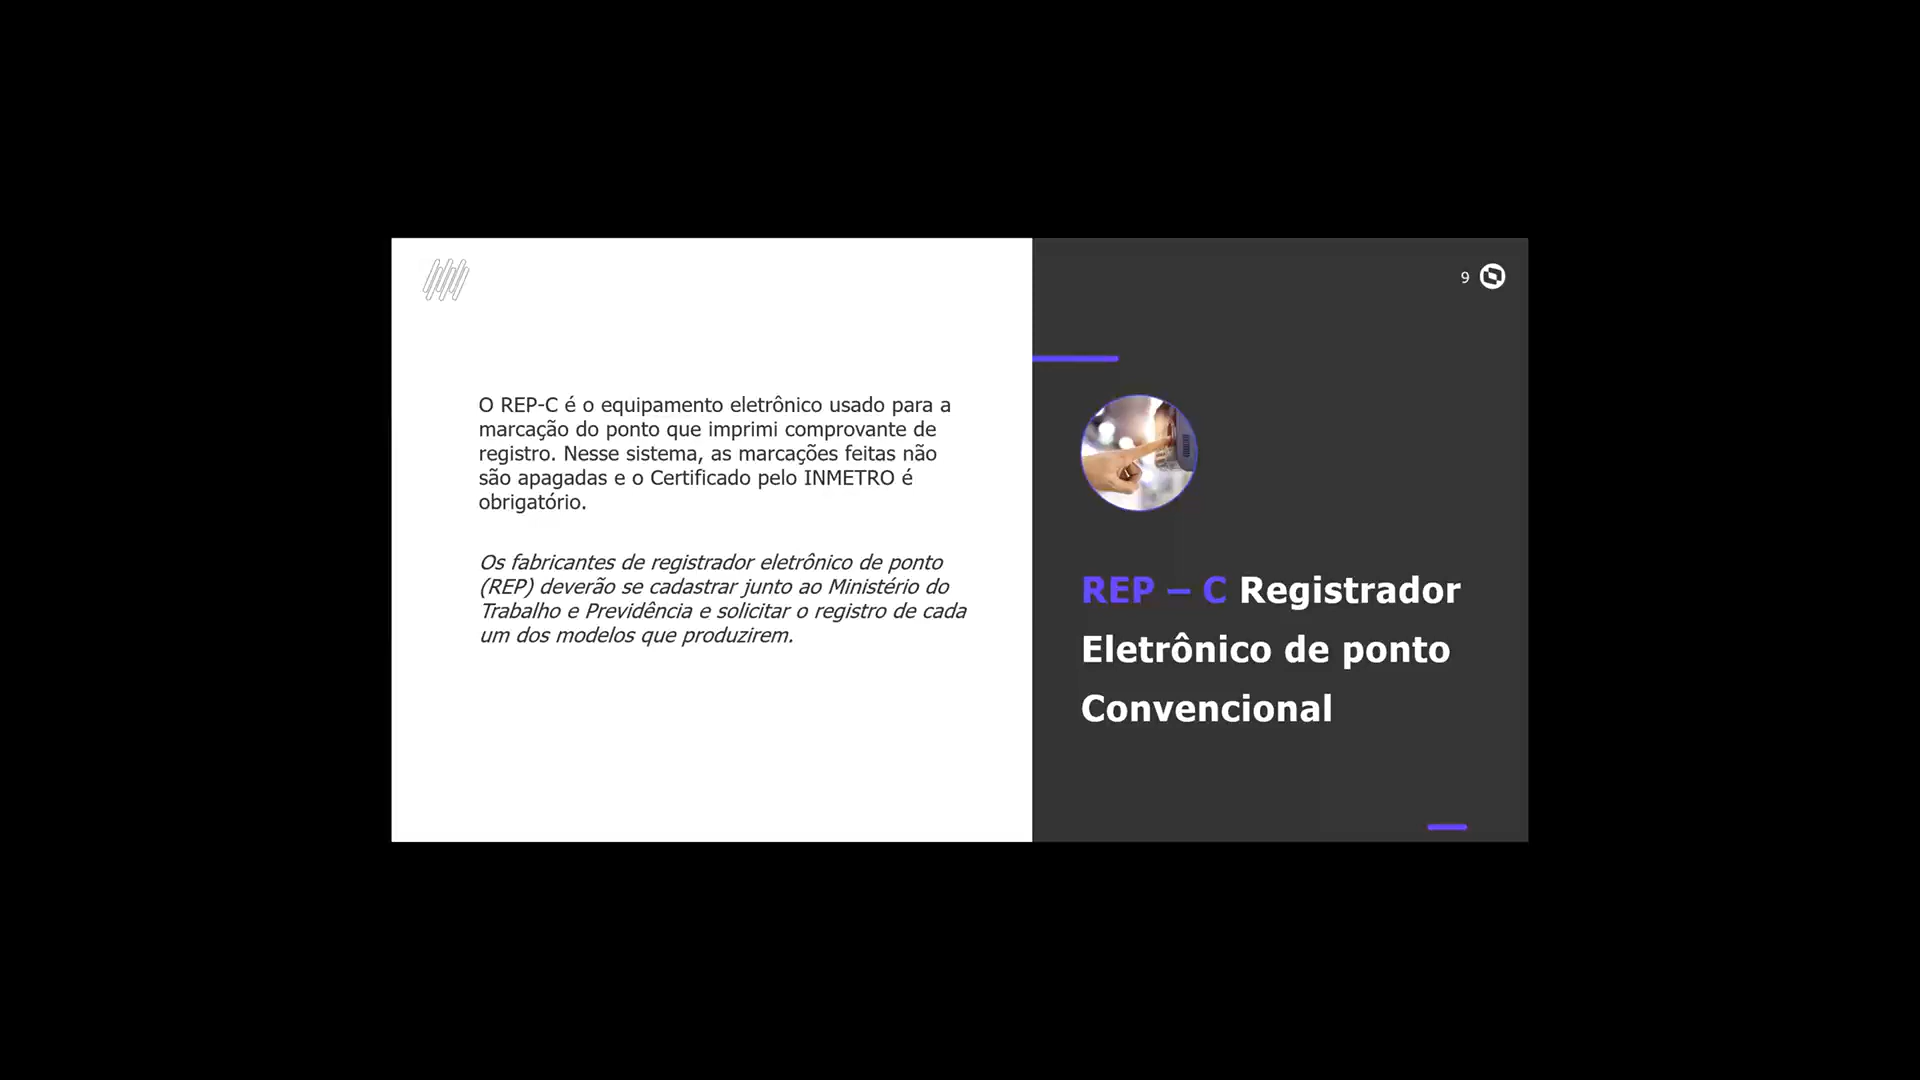 O REP-C é o equipamento eletrônico usado para a
marcação do ponto que imprimi comprovante de
registro. Nesse sistema, as marcações feitas não
são apagadas e o Certificado pelo INMETRO é
obrigatório.
Os fabricantes de registrador eletrônico de ponto
(REP) deverão se cadastrar junto ao Ministério do
Trabalho e Previdência e solicitar o registro de cada
um dos modelos que produzirem.
9
REP – C Registrador
Eletrônico de ponto
Convencional